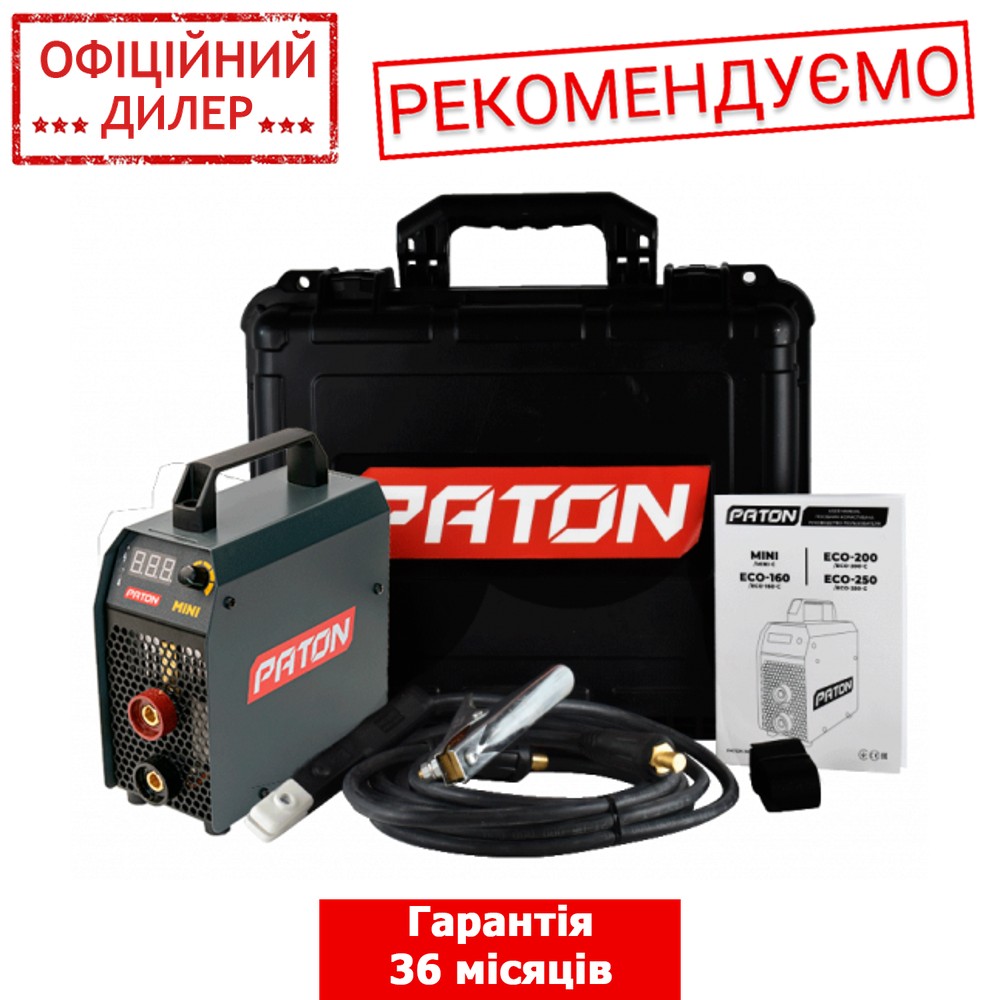 ОФІЦІЙНИЙ
ДИЛЕР
РЕКОМЕНДУЄМО
PATON
888
PATON
MINI
PATON
PATON
MINI
ECO-160
ECO-200
ECO-250
PATON
Гарантія
36 місяців